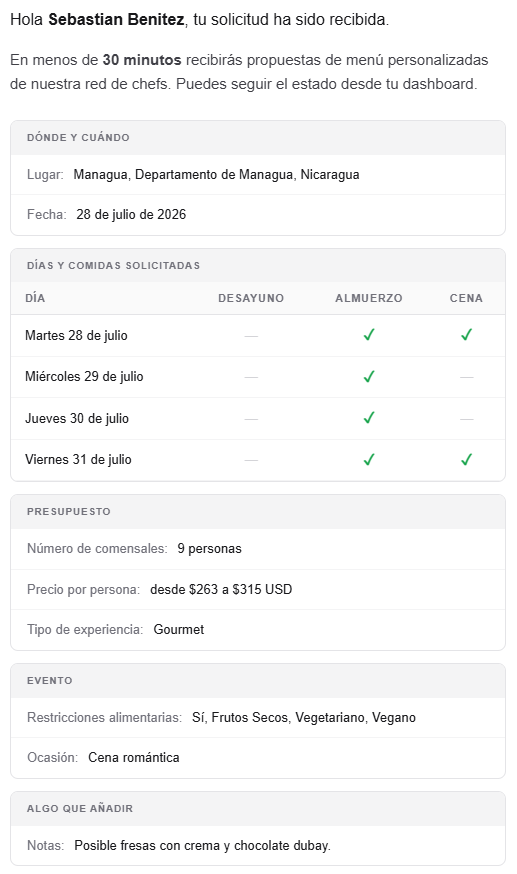 Hola Sebastian Benitez, tu solicitud ha sido recibida.
En menos de 30 minutos recibirás propuestas de menú personalizadas
de nuestra red de chefs. Puedes seguir el estado desde tu dashboard.
DÓNDE Y CUÁNDO
Lugar: Managua, Departamento de Managua, Nicaragua
Fecha: 28 de julio de 2026
DÍAS Y COMIDAS SOLICITADAS
DÍA DESAYUNO ALMUERZO CENA
Martes 28 de julio — ✓ ✓
Miércoles 29 de julio — ✓ —
Jueves 30 de julio — ✓ —
Viernes 31 de julio — ✓ ✓
PRESUPUESTO
Número de comensales: 9 personas
Precio por persona: desde $263 a $315 USD
Tipo de experiencia: Gourmet
EVENTO
Restricciones alimentarias: Sí, Frutos Secos, Vegetariano, Vegano
Ocasión: Cena romántica
ALGO QUE AÑADIR
Notas: Posible fresas con crema y chocolate dubay.